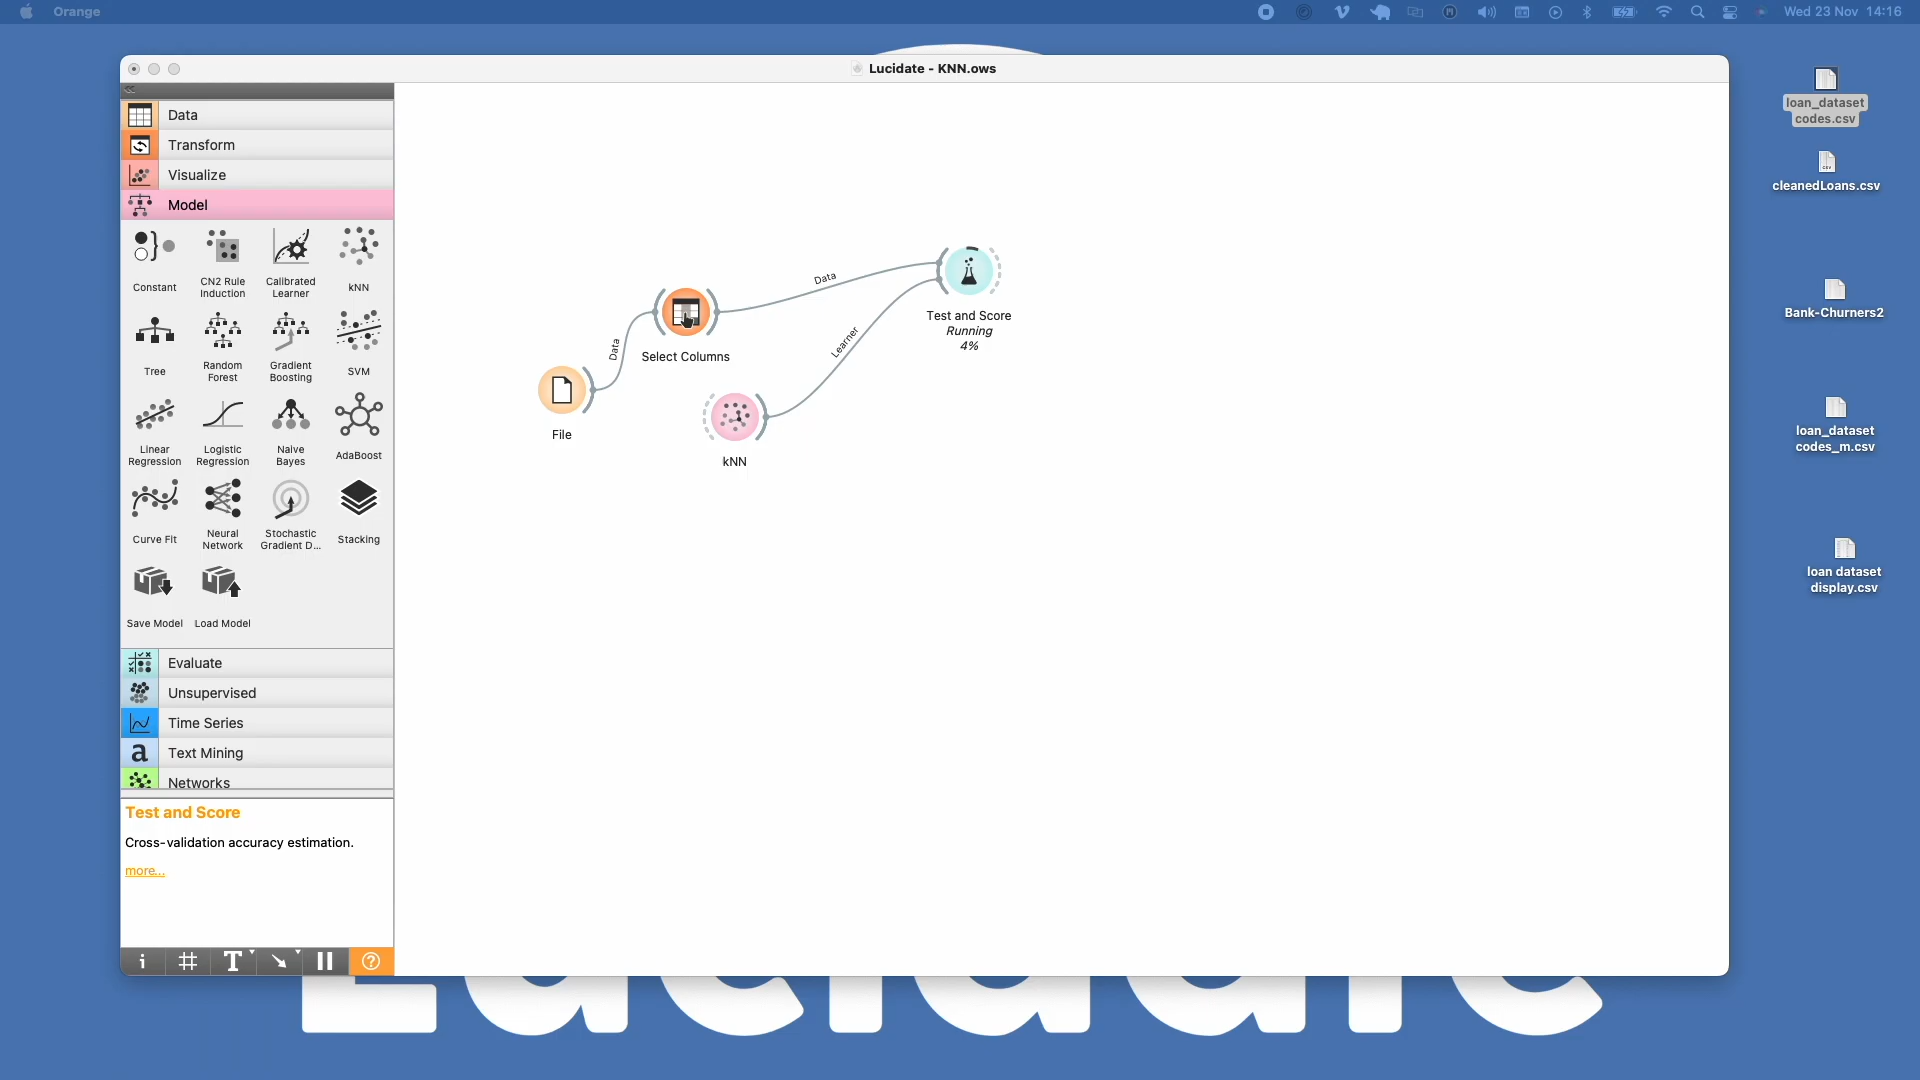 Orange
Wed 23 Nov 14:16
Lucidate - KNN.ows
Data
Transform
Visualize
Model
Constant
CN2 Rule
Induction
Calibrated
Learner
kNN
Tree
Random
Forest
Gradient
Boosting
SVM
Linear
Regression
Logistic
Regression
Naive
Bayes
AdaBoost
Curve Fit
Neural
Network
Stochastic
Gradient D...
Stacking
Save Model
Load Model
Evaluate
Unsupervised
Time Series
a
Text Mining
Networks
Test and Score
Cross-validation accuracy estimation.
more...
i
T
?
File
Data
Select Columns
Data
kNN
Learner
Test and Score
Running
4%
loan_dataset
codes.csv
CSV
cleanedLoans.csv
Bank-Churners2
loan_dataset
codes_m.csv
loan dataset
display.csv
Lucidate